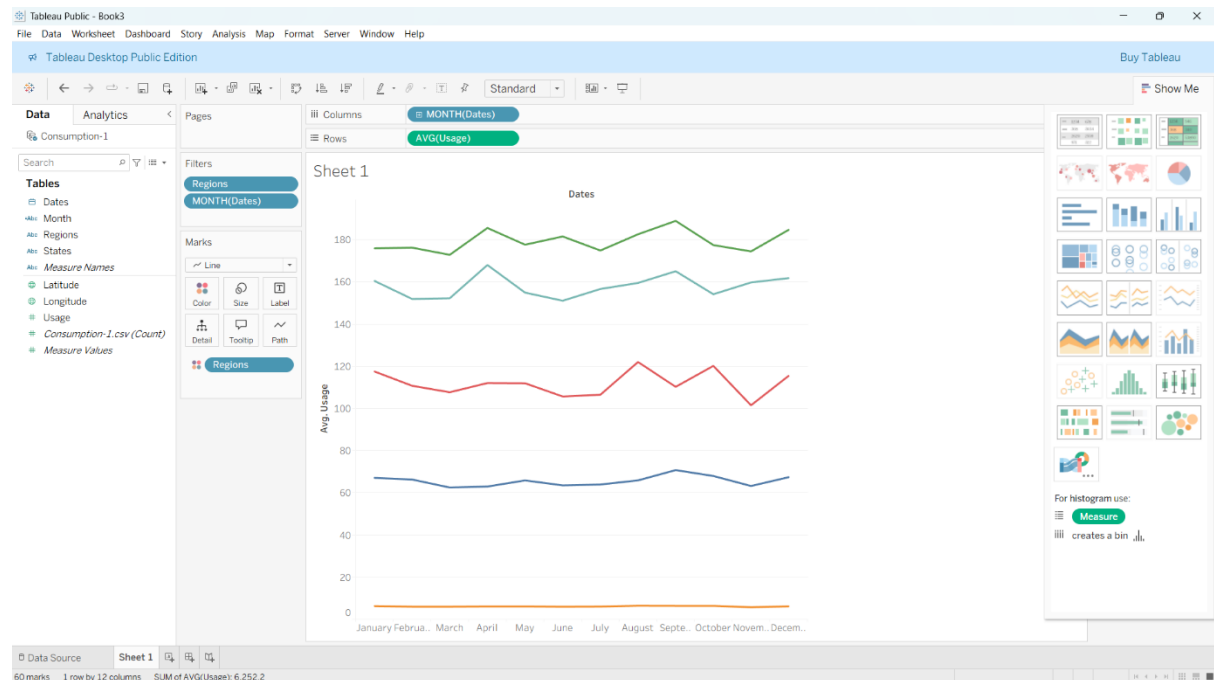 Tableau Public - Book3
File Data Worksheet Dashboard Story Analysis Map Format Server Window Help
Tableau Desktop Public Edition
Buy Tableau
Standard
Show Me
Data Analytics
Consumption-1
Search
Tables
Dates
Abc Month
Abc Regions
Abc States
Abc Measure Names
Latitude
Longitude
# Usage
# Consumption-1.csv (Count)
# Measure Values
Pages
Filters
Regions
MONTH(Dates)
Marks
Line
Color Size Label
Detail Tooltip Path
Regions
Columns
MONTH(Dates)
Rows
AVG(Usage)
Sheet 1
Dates
Avg. Usage
180
160
140
120
100
80
60
40
20
0
January Februa.. March April May June July August Septe.. October Novem.. Decem..
For histogram use:
Measure
creates a bin
Data Source Sheet 1
60 marks 1 row by 12 columns SUM of AVG(Usage): 6,252.2